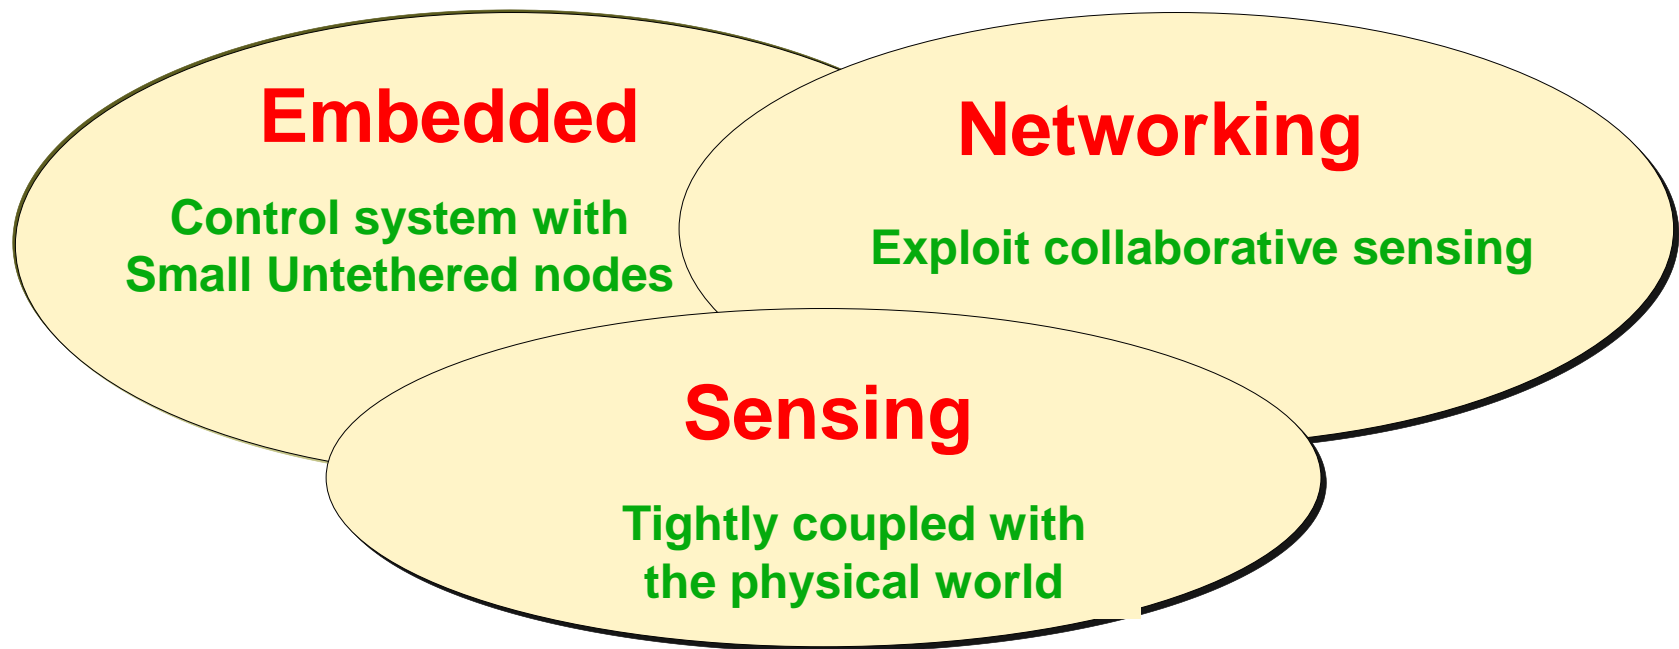 Embedded
Control system with
Small Untethered nodes
Networking
Exploit collaborative sensing
Sensing
Tightly coupled with
the physical world